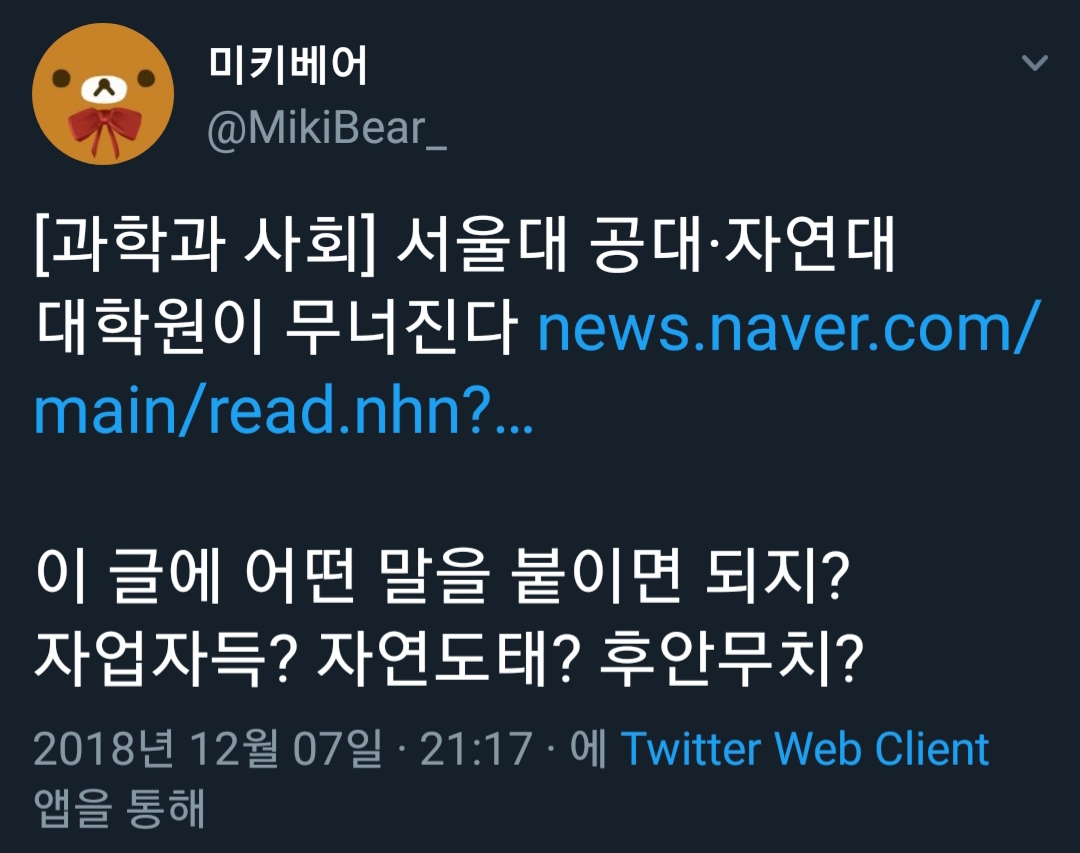 미키베어
@MikiBear_
[과학과 사회] 서울대 공대·자연대
대학원이 무너진다 news.naver.com/
main/read.nhn?...
이 글에 어떤 말을 붙이면 되지?
자업자득? 자연도태? 후안무치?
2018년 12월 07일 · 21:17 · 에 Twitter Web Client
앱을 통해